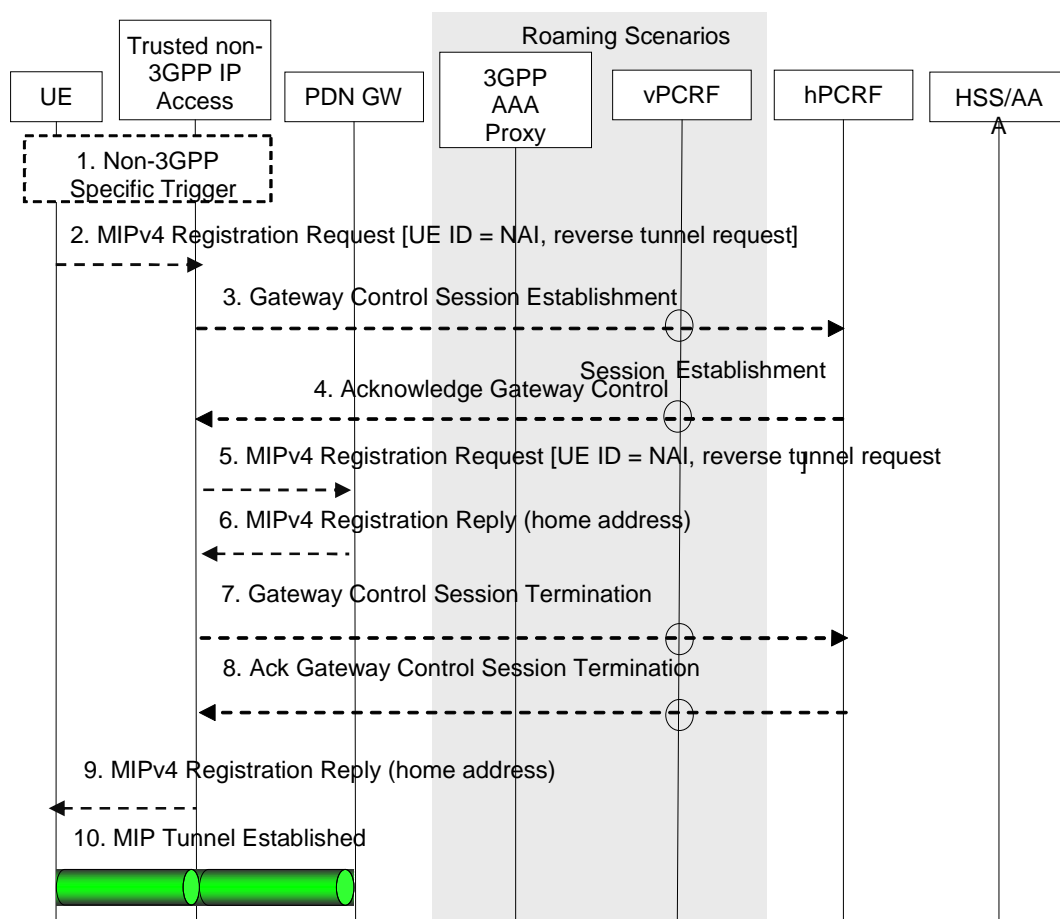 Roaming Scenarios
UE
Trusted non-
3GPP IP
Access
PDN GW
3GPP
AAA
Proxy
vPCRF
hPCRF
HSS/AA
A
1. Non-3GPP
Specific Trigger
2. MIPv4 Registration Request [UE ID = NAI, reverse tunnel request]
3. Gateway Control Session Establishment
Session Establishment
4. Acknowledge Gateway Control
5. MIPv4 Registration Request [UE ID = NAI, reverse tunnel request
]
6. MIPv4 Registration Reply (home address)
7. Gateway Control Session Termination
8. Ack Gateway Control Session Termination
9. MIPv4 Registration Reply (home address)
10. MIP Tunnel Established